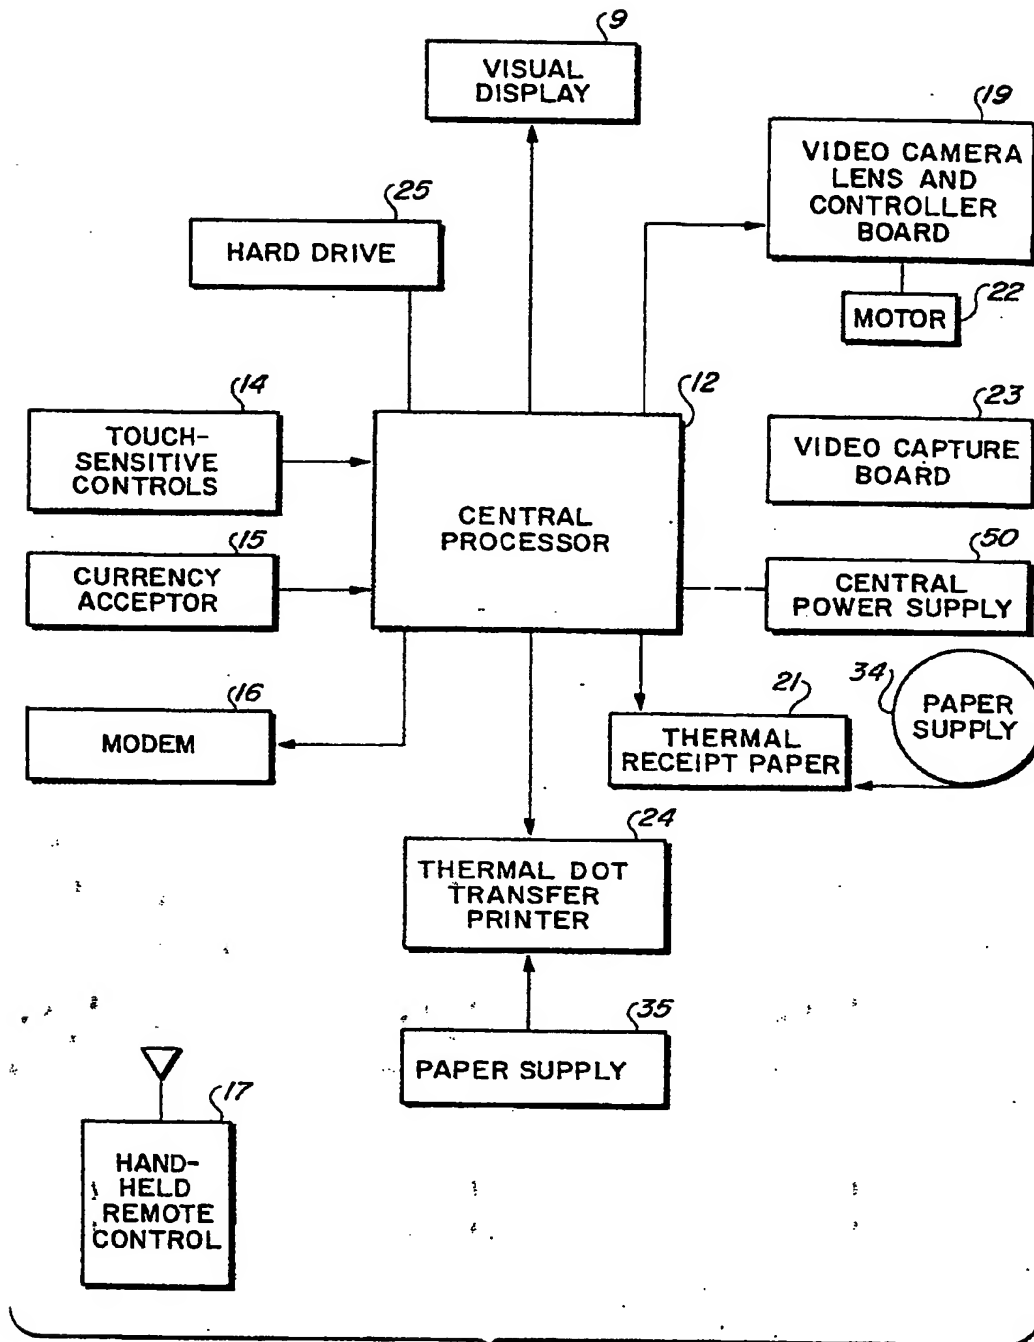 9
VISUAL
DISPLAY
19
VIDEO CAMERA
LENS AND
CONTROLLER
BOARD
25
HARD DRIVE
22
MOTOR
14
TOUCH-
SENSITIVE
CONTROLS
12
CENTRAL
PROCESSOR
23
VIDEO CAPTURE
BOARD
15
CURRENCY
ACCEPTOR
50
CENTRAL
POWER SUPPLY
16
MODEM
21
THERMAL
RECEIPT PAPER
34
PAPER
SUPPLY
24
THERMAL DOT
TRANSFER
PRINTER
35
PAPER SUPPLY
17
HAND-
HELD
REMOTE
CONTROL